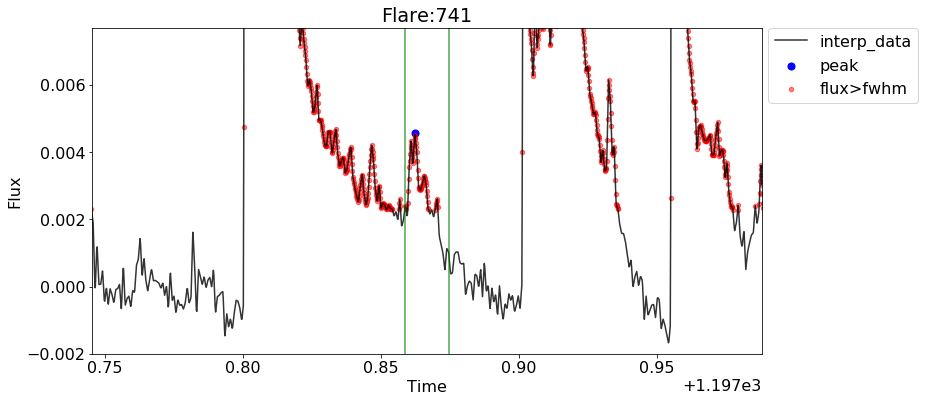 Flare:741
interp_data
peak
flux>fwhm
Flux
0.006
0.004
0.002
0.000
−0.002
0.75
0.80
0.85
0.90
0.95
Time
+1.197e3